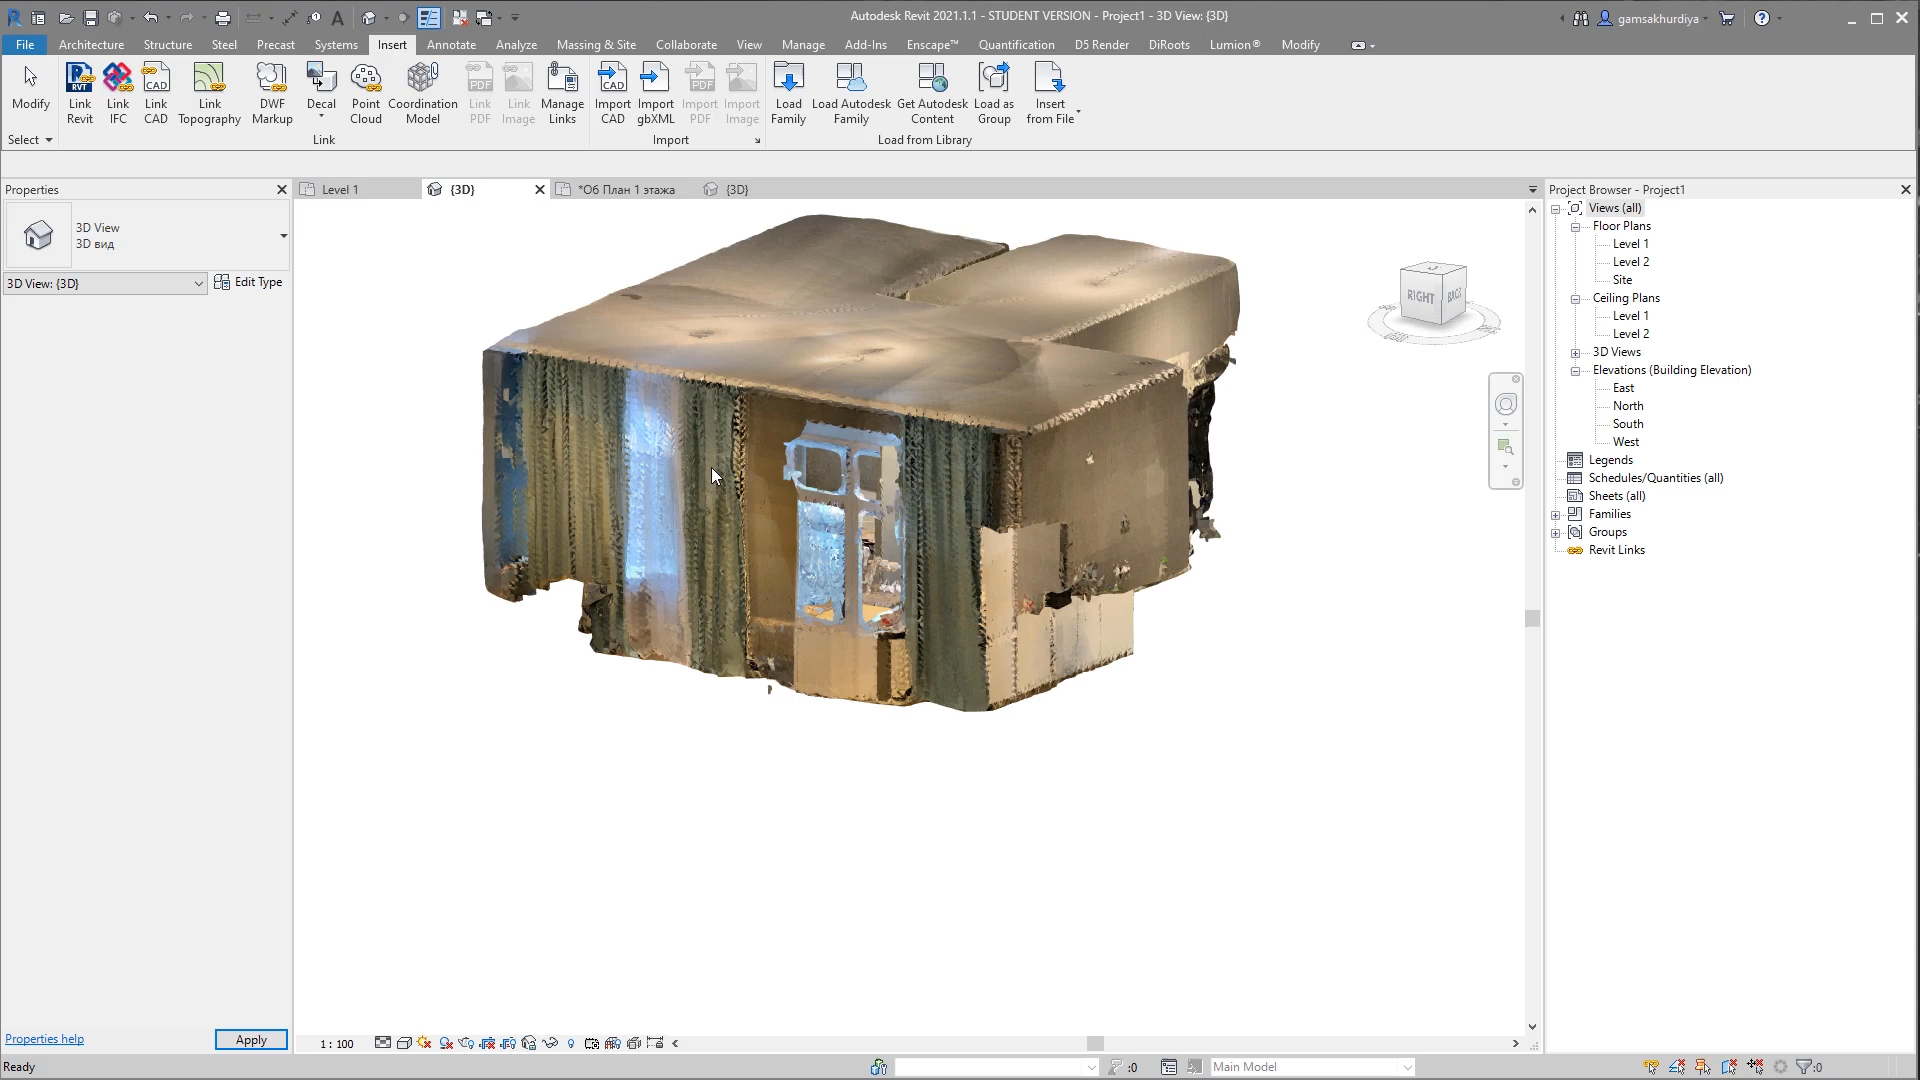 Autodesk Revit 2021.1.1 - STUDENT VERSION - Project1 - 3D View: {3D}
gamsakhurdiya
File Architecture Structure Steel Precast Systems Insert Annotate Analyze Massing & Site Collaborate View Manage Add-Ins Enscape™ Quantification D5 Render DiRoots Lumion® Modify
Modify
Link Revit
Link IFC
Link CAD
Link Topography
DWF Markup
Decal
Point Cloud
Coordination Model
Link PDF
Link Image
Manage Links
Import CAD
Import gbXML
Import PDF
Import Image
Load Family
Load Autodesk Family
Get Autodesk Content
Load as Group
Insert from File
Select Link Import Load from Library
Properties
Level 1
{3D}
*Об План 1 этажа
{3D}
Project Browser - Project1
3D View
3D вид
3D View: {3D}
Edit Type
RIGHT
BACK
Views (all)
Floor Plans
Level 1
Level 2
Site
Ceiling Plans
Level 1
Level 2
3D Views
Elevations (Building Elevation)
East
North
South
West
Legends
Schedules/Quantities (all)
Sheets (all)
Families
Groups
Revit Links
Properties help
Apply
1 : 100
Ready
:0
Main Model
:0